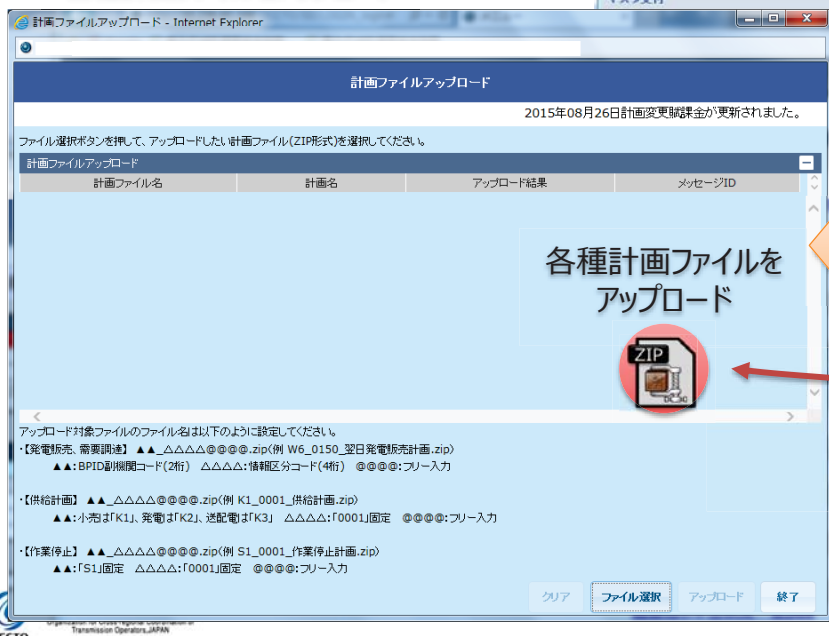 計画ファイルアップロード - Internet Explorer
計画ファイルアップロード
2015年08月26日計画変更賦課金が更新されました。
ファイル選択ボタンを押して、アップロードしたい計画ファイル(ZIP形式)を選択してください。
計画ファイルアップロード
計画ファイル名 計画名 アップロード結果 メッセージID
各種計画ファイルを
アップロード
ZIP
アップロード対象ファイルのファイル名は以下のように設定してください。
・【発電販売、需要調達】 ▲▲_△△△△@@@@.zip(例 W6_0150_翌日発電販売計画.zip)
▲▲:BPID副機関コード(2桁) △△△△:情報区分コード(4桁) @@@@:フリー入力
・【供給計画】 ▲▲_△△△△@@@@.zip(例 K1_0001_供給計画.zip)
▲▲:小売は「K1」、発電は「K2」、送配電は「K3」 △△△△:「0001」固定 @@@@:フリー入力
・【作業停止】 ▲▲_△△△△@@@@.zip(例 S1_0001_作業停止計画.zip)
▲▲:「S1」固定 △△△△:「0001」固定 @@@@:フリー入力
クリア ファイル選択 アップロード 終了
Transmission Operators,JAPAN